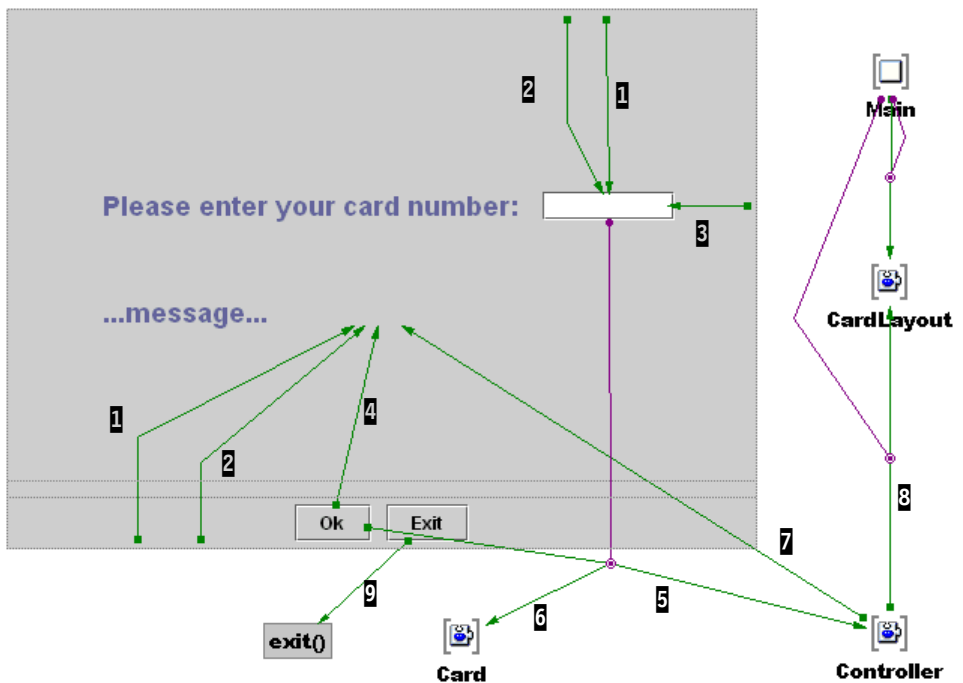 2
1
Main
Please enter your card number:
3
...message...
CardLayout
1
4
2
8
Ok
Exit
7
9
6
5
exit()
Card
Controller